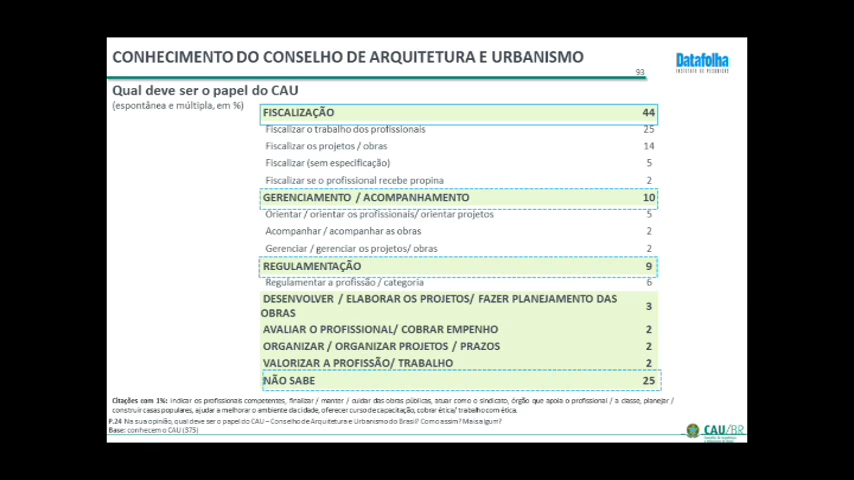 CONHECIMENTO DO CONSELHO DE ARQUITETURA E URBANISMO
Datafolha
INSTITUTO DE PESQUISAS
93
Qual deve ser o papel do CAU
(espontânea e múltipla, em %)
FISCALIZAÇÃO 44
Fiscalizar o trabalho dos profissionais 25
Fiscalizar os projetos / obras 14
Fiscalizar (sem especificação) 5
Fiscalizar se o profissional recebe propina 2
GERENCIAMENTO / ACOMPANHAMENTO 10
Orientar / orientar os profissionais/ orientar projetos 5
Acompanhar / acompanhar as obras 2
Gerenciar / gerenciar os projetos/ obras 2
REGULAMENTAÇÃO 9
Regulamentar a profissão / categoria 6
DESENVOLVER / ELABORAR OS PROJETOS/ FAZER PLANEJAMENTO DAS
OBRAS 3
AVALIAR O PROFISSIONAL/ COBRAR EMPENHO 2
ORGANIZAR / ORGANIZAR PROJETOS / PRAZOS 2
VALORIZAR A PROFISSÃO/ TRABALHO 2
NÃO SABE 25
Citações com 1%: Indicar os profissionais competentes, finalizar / manter / cuidar das obras públicas, atuar como o sindicato, órgão que apoia o profissional / a classe, planejar /
construir casas populares, ajudar a melhorar o ambiente da cidade, oferecer curso de capacitação, cobrar ética/ trabalho com ética.
P.24 Na sua opinião, qual deve ser o papel do CAU – Conselho de Arquitetura e Urbanismo do Brasil? Como assim? Mais algum?
Base: conhecem o CAU (375)
CAU/BR